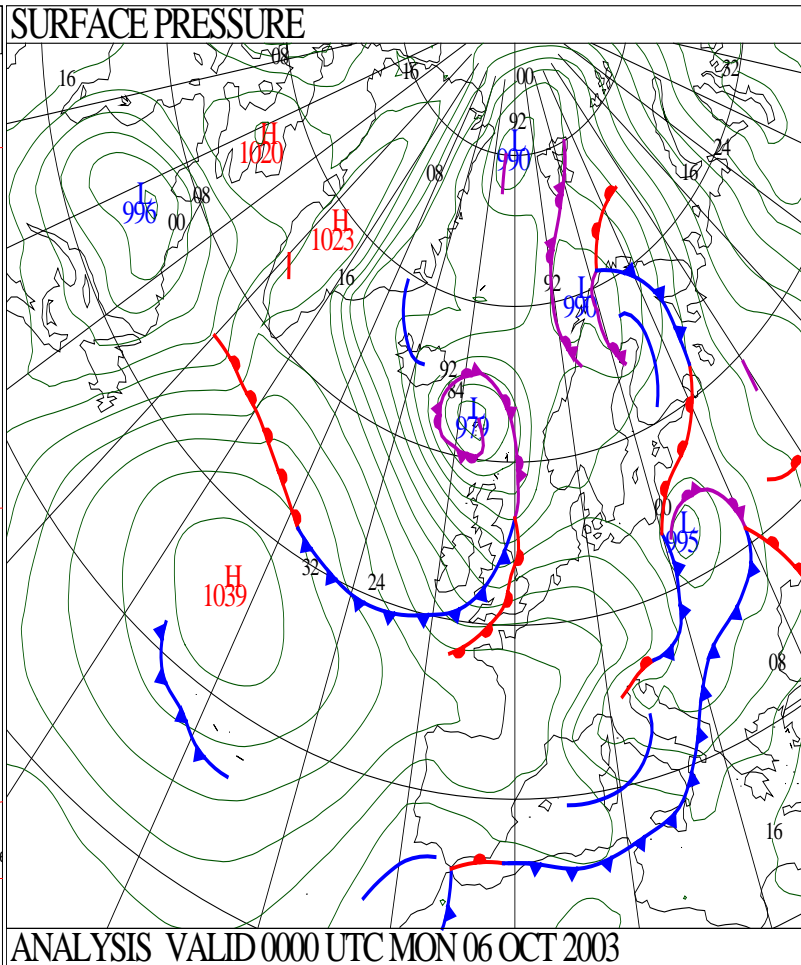 SURFACE PRESSURE
08
16
16
00
32
92
H
1020
L
990
24
08
16
L
996
08
00
H
1023
16
92
L
990
92
84
L
979
00
L
995
32
24
H
1039
08
16
ANALYSIS VALID 0000 UTC MON 06 OCT 2003